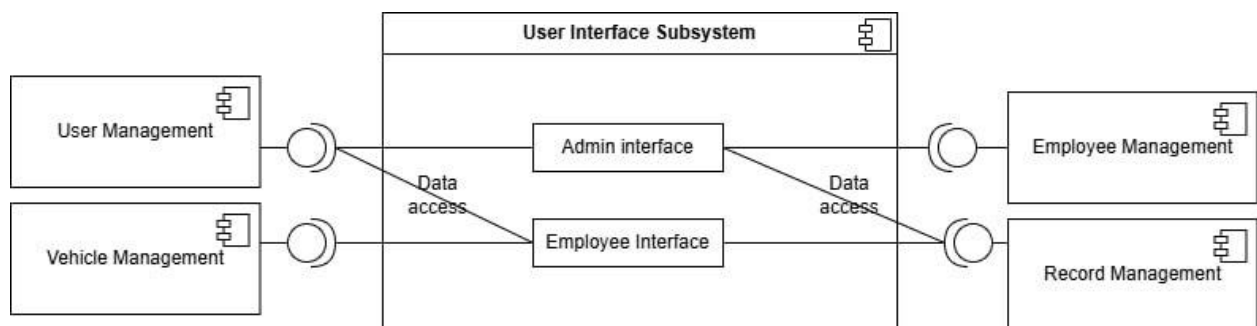 User Interface Subsystem
User Management
Admin interface
Employee Management
Data
access
Data
access
Vehicle Management
Employee Interface
Record Management